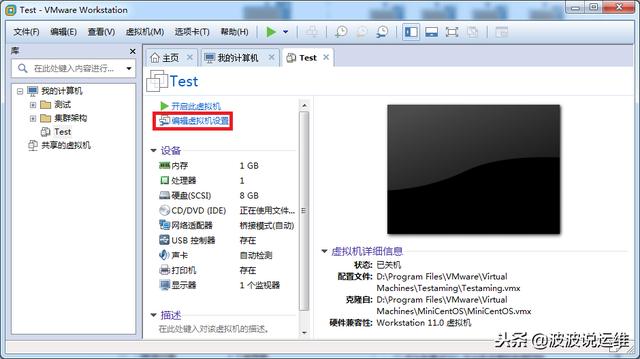 Test - VMware Workstation
文件(F) 编辑(E) 查看(V) 虚拟机(M) 选项卡(T) 帮助(H)
库
在此处键入内容进行...
我的计算机
测试
集群架构
Test
共享的虚拟机
主页 我的计算机 Test
Test
开启此虚拟机
编辑虚拟机设置
设备
内存 1 GB
处理器 1
硬盘(SCSI) 8 GB
CD/DVD (IDE) 正在使用文件...
网络适配器 桥接模式(自动)
USB 控制器 存在
声卡 自动检测
打印机 存在
显示器 1 个监视器
描述
在此处键入对该虚拟机的描述。
虚拟机详细信息
状态: 已关机
配置文件: D:\Program Files\VMware\Virtual
Machines\Testaming\Testaming.vmx
克隆自: D:\Program Files\VMware\Virtual
Machines\MiniCentOS\MiniCentOS.vmx
硬件兼容性: Workstation 11.0 虚拟机
头条 @波波说运维